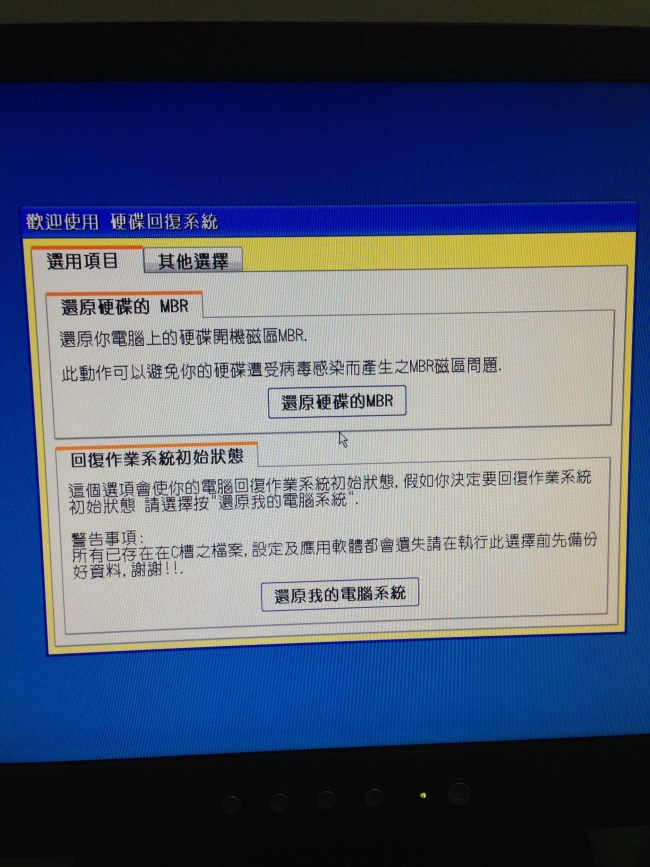 歡迎使用 硬碟回復系統
選用項目 其他選擇
還原硬碟的 MBR
還原你電腦上的硬碟開機磁區MBR.
此動作可以避免你的硬碟遭受病毒感染而產生之MBR磁區問題.
還原硬碟的MBR
回復作業系統初始狀態
這個選項會使你的電腦回復作業系統初始狀態,假如你決定要回復作業系統
初始狀態 請選擇按"還原我的電腦系統".
警告事項:
所有已存在在C槽之檔案,設定及應用軟體都會遺失請在執行此選擇前先備份
好資料,謝謝!!.
還原我的電腦系統